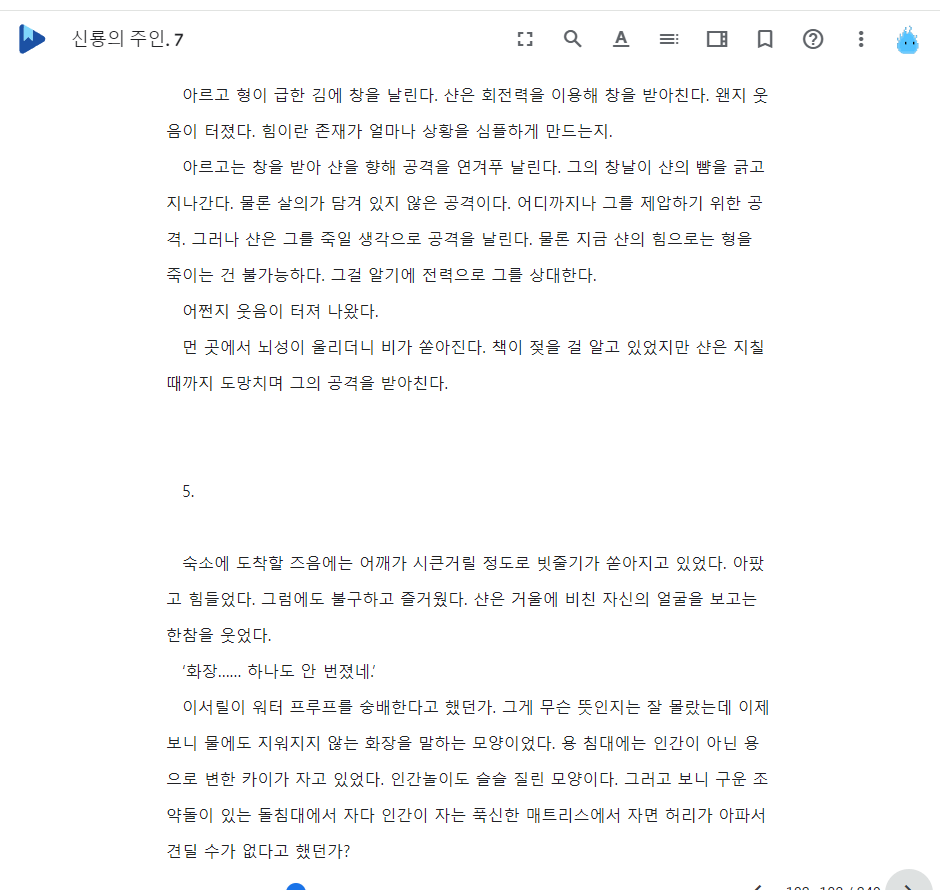 신룡의 주인. 7
아르고 형이 급한 김에 창을 날린다. 샨은 회전력을 이용해 창을 받아친다. 왠지 웃
음이 터졌다. 힘이란 존재가 얼마나 상황을 심플하게 만드는지.
아르고는 창을 받아 샨을 향해 공격을 연겨푸 날린다. 그의 창날이 샨의 뺨을 긁고
지나간다. 물론 살의가 담겨 있지 않은 공격이다. 어디까지나 그를 제압하기 위한 공
격. 그러나 샨은 그를 죽일 생각으로 공격을 날린다. 물론 지금 샨의 힘으로는 형을
죽이는 건 불가능하다. 그걸 알기에 전력으로 그를 상대한다.
어쩐지 웃음이 터져 나왔다.
먼 곳에서 뇌성이 울리더니 비가 쏟아진다. 책이 젖을 걸 알고 있었지만 샨은 지칠
때까지 도망치며 그의 공격을 받아친다.
5.
숙소에 도착할 즈음에는 어깨가 시큰거릴 정도로 빗줄기가 쏟아지고 있었다. 아팠
고 힘들었다. 그럼에도 불구하고 즐거웠다. 샨은 거울에 비친 자신의 얼굴을 보고는
한참을 웃었다.
‘화장…… 하나도 안 번졌네.’
이서릴이 워터 프루프를 숭배한다고 했던가. 그게 무슨 뜻인지는 잘 몰랐는데 이제
보니 물에도 지워지지 않는 화장을 말하는 모양이었다. 용 침대에는 인간이 아닌 용
으로 변한 카이가 자고 있었다. 인간놀이도 슬슬 질린 모양이다. 그러고 보니 구운 조
약돌이 있는 돌침대에서 자다 인간이 자는 푹신한 매트리스에서 자면 허리가 아파서
견딜 수가 없다고 했던가?